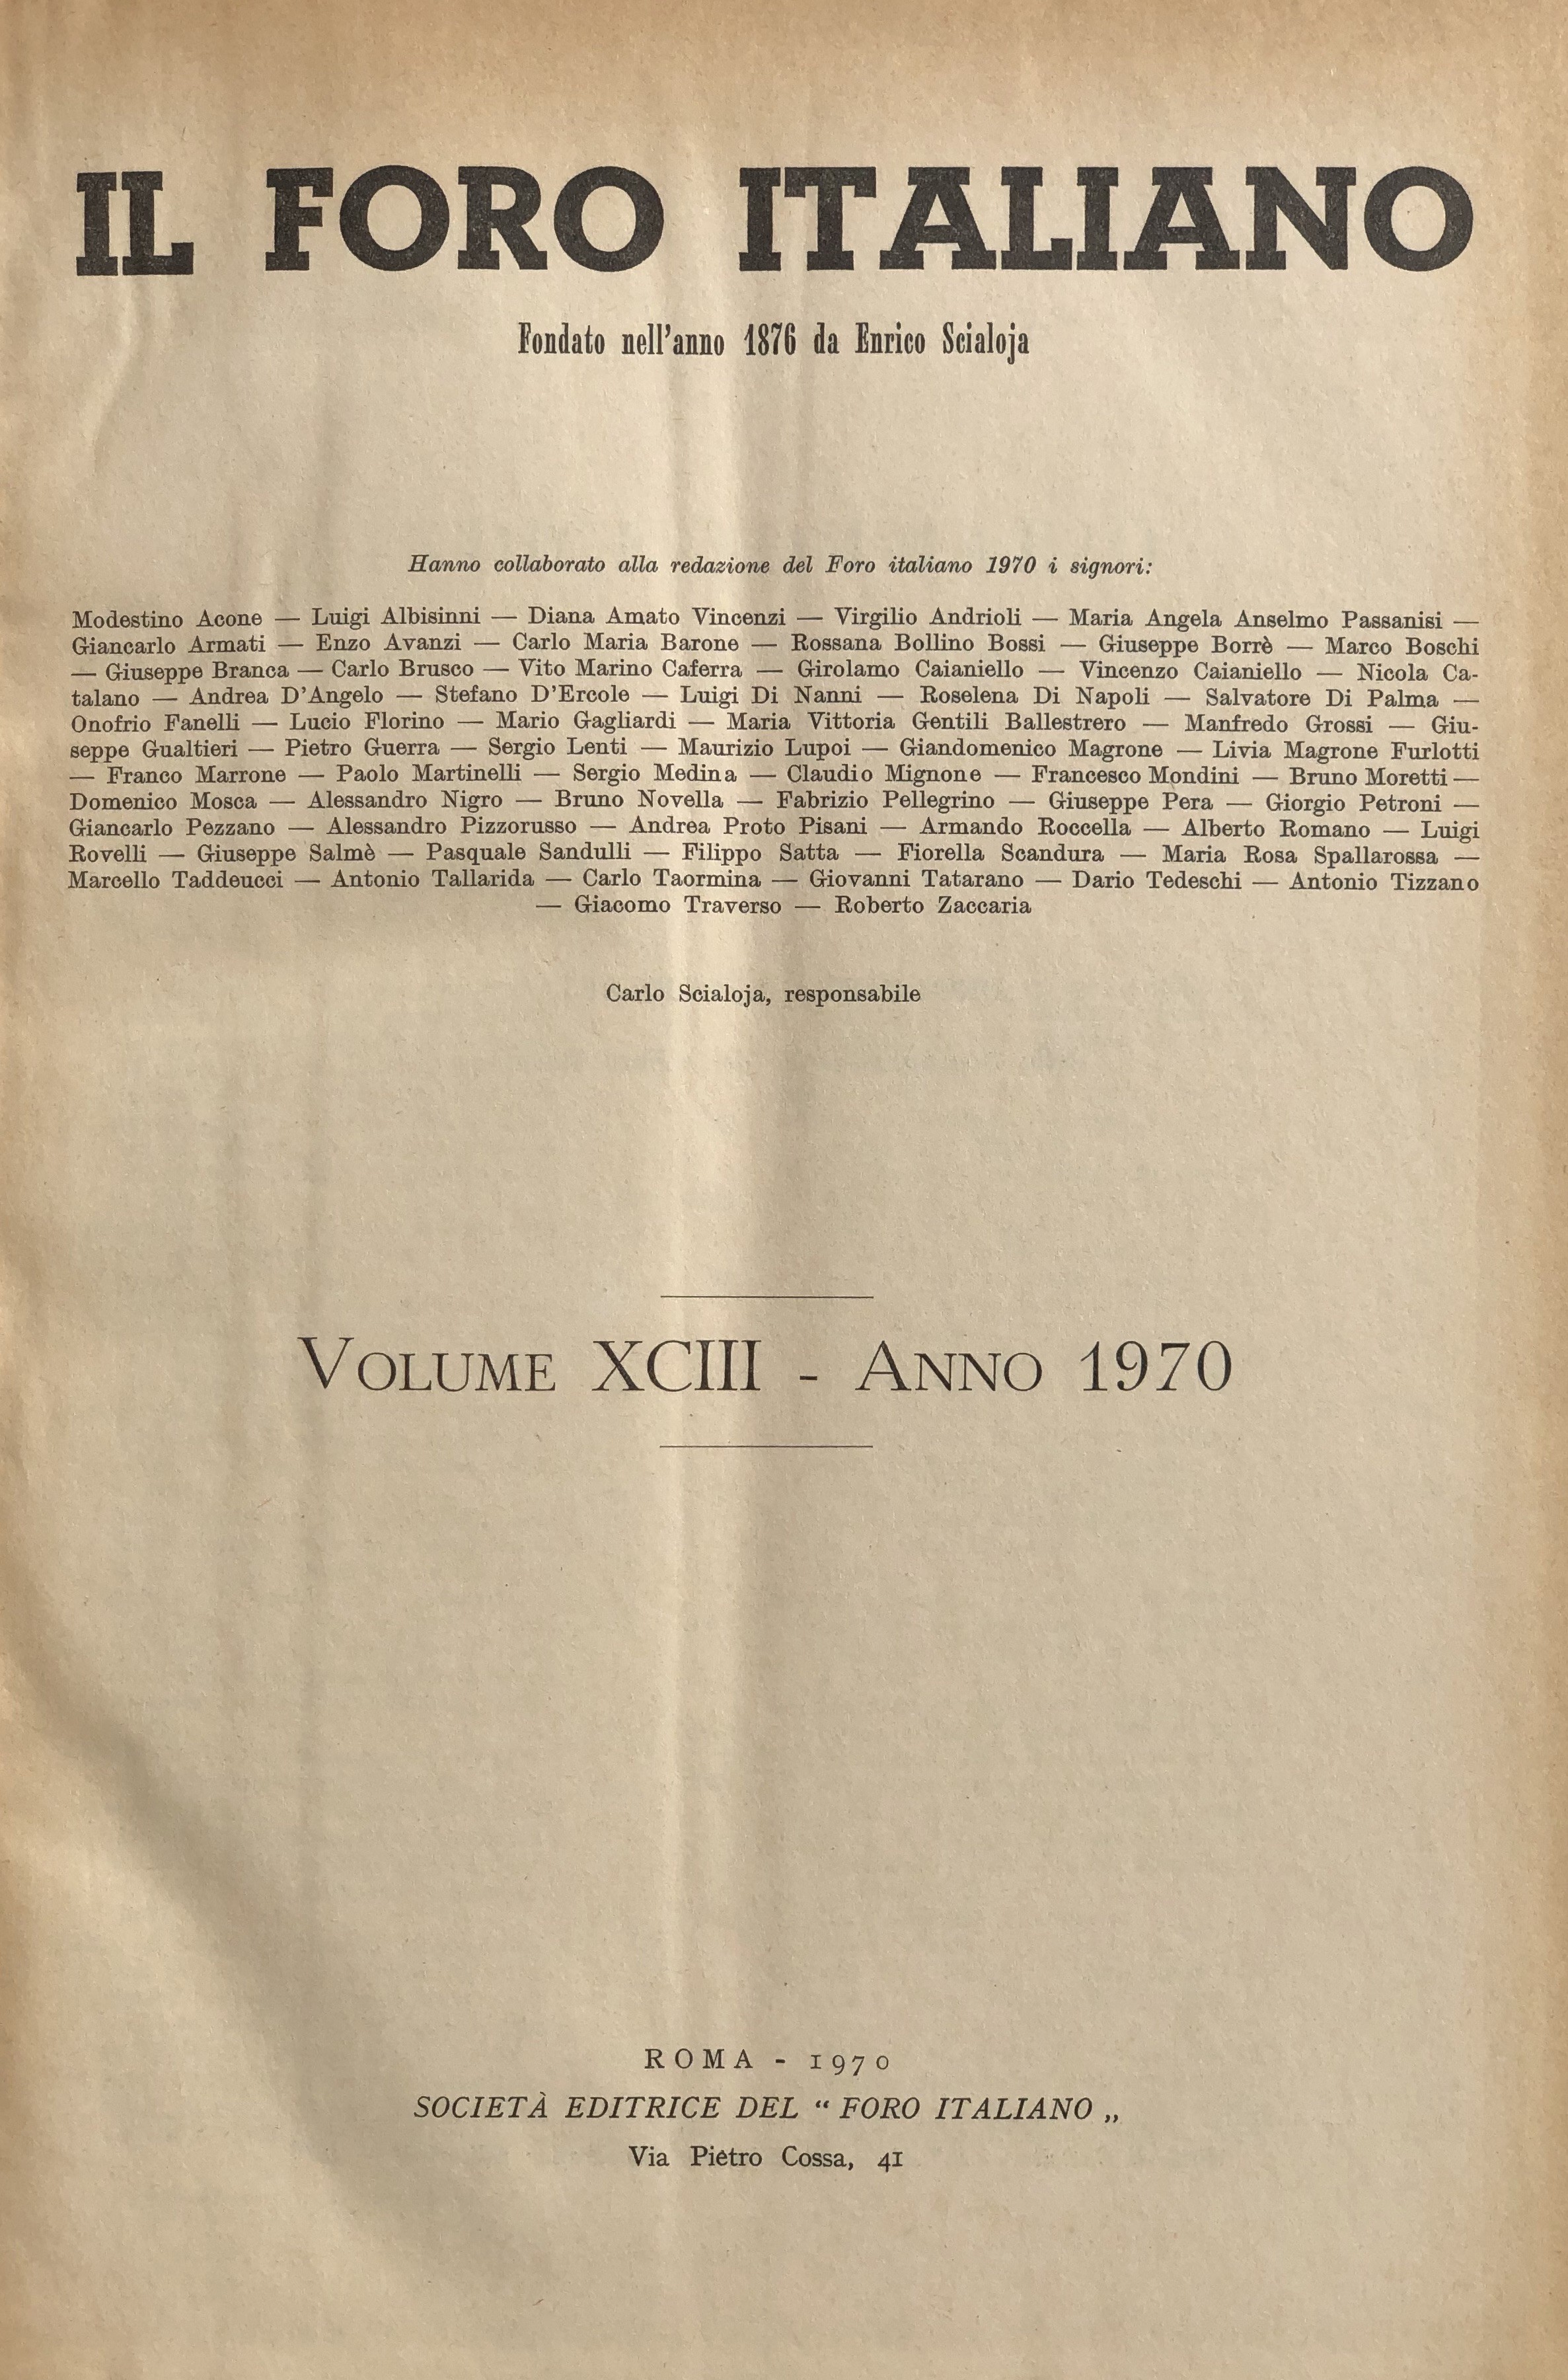 IL FORO ITALIANO
Fondato nell'anno 1876 da Enrico Scialoja
Hanno collaborato alla redazione del Foro italiano 1970 i signori:
Modestino Acone — Luigi Albisinni — Diana Amato Vincenzi — Virgilio Andrioli — Maria Angela Anselmo Passanisi —
Giancarlo Armati — Enzo Avanzi — Carlo Maria Barone — Rossana Bollino Bossi — Giuseppe Borrè — Marco Boschi
— Giuseppe Branca — Carlo Brusco — Vito Marino Caferra — Girolamo Caianiello — Vincenzo Caianiello — Nicola Ca-
talano — Andrea D'Angelo — Stefano D'Ercole — Luigi Di Nanni — Roselena Di Napoli — Salvatore Di Palma —
Onofrio Fanelli — Lucio Florino — Mario Gagliardi — Maria Vittoria Gentili Ballestrero — Manfredo Grossi — Giu-
seppe Gualtieri — Pietro Guerra — Sergio Lenti — Maurizio Lupoi — Giandomenico Magrone — Livia Magrone Furlotti
— Franco Marrone — Paolo Martinelli — Sergio Medina — Claudio Mignone — Francesco Mondini — Bruno Moretti —
Domenico Mosca — Alessandro Nigro — Bruno Novella — Fabrizio Pellegrino — Giuseppe Pera — Giorgio Petroni —
Giancarlo Pezzano — Alessandro Pizzorusso — Andrea Proto Pisani — Armando Roccella — Alberto Romano — Luigi
Rovelli — Giuseppe Salmè — Pasquale Sandulli — Filippo Satta — Fiorella Scandura — Maria Rosa Spallarossa —
Marcello Taddeucci — Antonio Tallarida — Carlo Taormina — Giovanni Tatarano — Dario Tedeschi — Antonio Tizzano
— Giacomo Traverso — Roberto Zaccaria
Carlo Scialoja, responsabile
VOLUME XCIII - ANNO 1970
ROMA - 1970
SOCIETÀ EDITRICE DEL “ FORO ITALIANO „
Via Pietro Cossa, 41